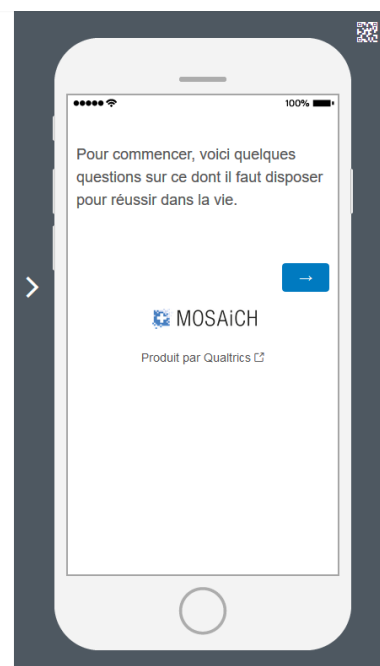 100%
Pour commencer, voici quelques
questions sur ce dont il faut disposer
pour réussir dans la vie.
→
MOSAiCH
Produit par Qualtrics